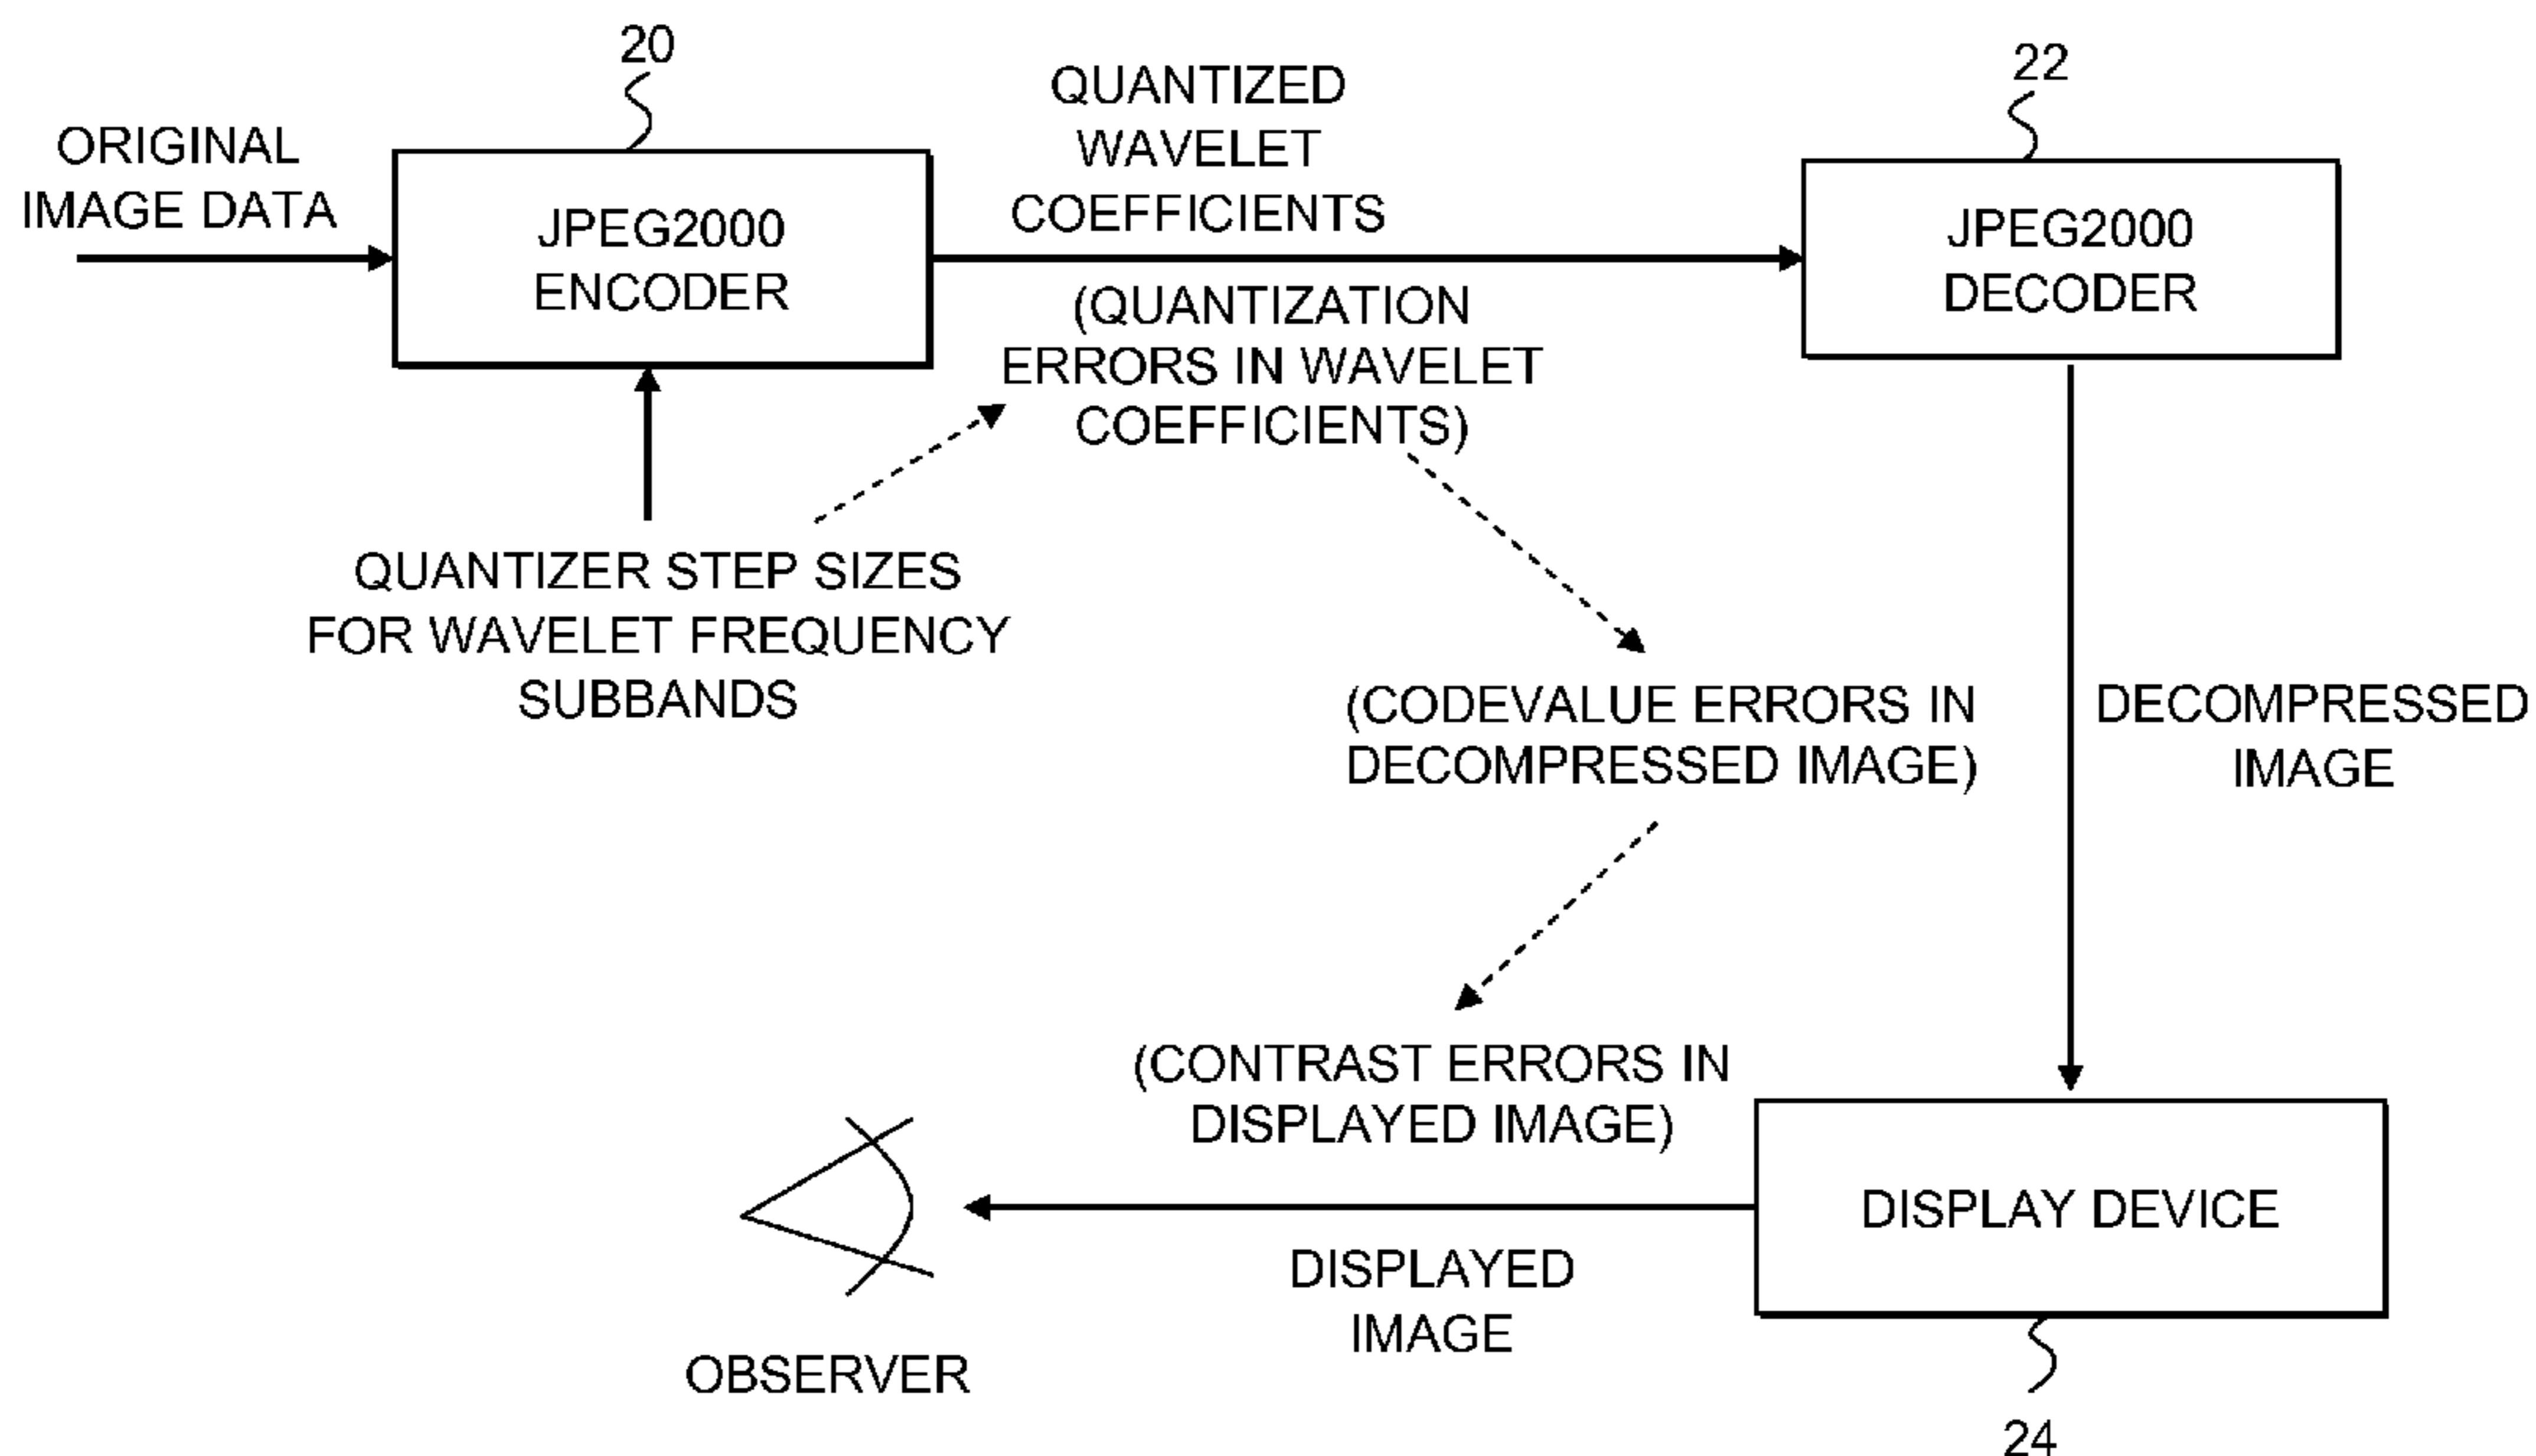 20
22
ORIGINAL
IMAGE DATA
JPEG2000
ENCODER
QUANTIZED
WAVELET
COEFFICIENTS
JPEG2000
DECODER
(QUANTIZATION
ERRORS IN WAVELET
COEFFICIENTS)
QUANTIZER STEP SIZES
FOR WAVELET FREQUENCY
SUBBANDS
(CODEVALUE ERRORS IN
DECOMPRESSED IMAGE)
DECOMPRESSED
IMAGE
(CONTRAST ERRORS IN
DISPLAYED IMAGE)
DISPLAY DEVICE
DISPLAYED
IMAGE
OBSERVER
24